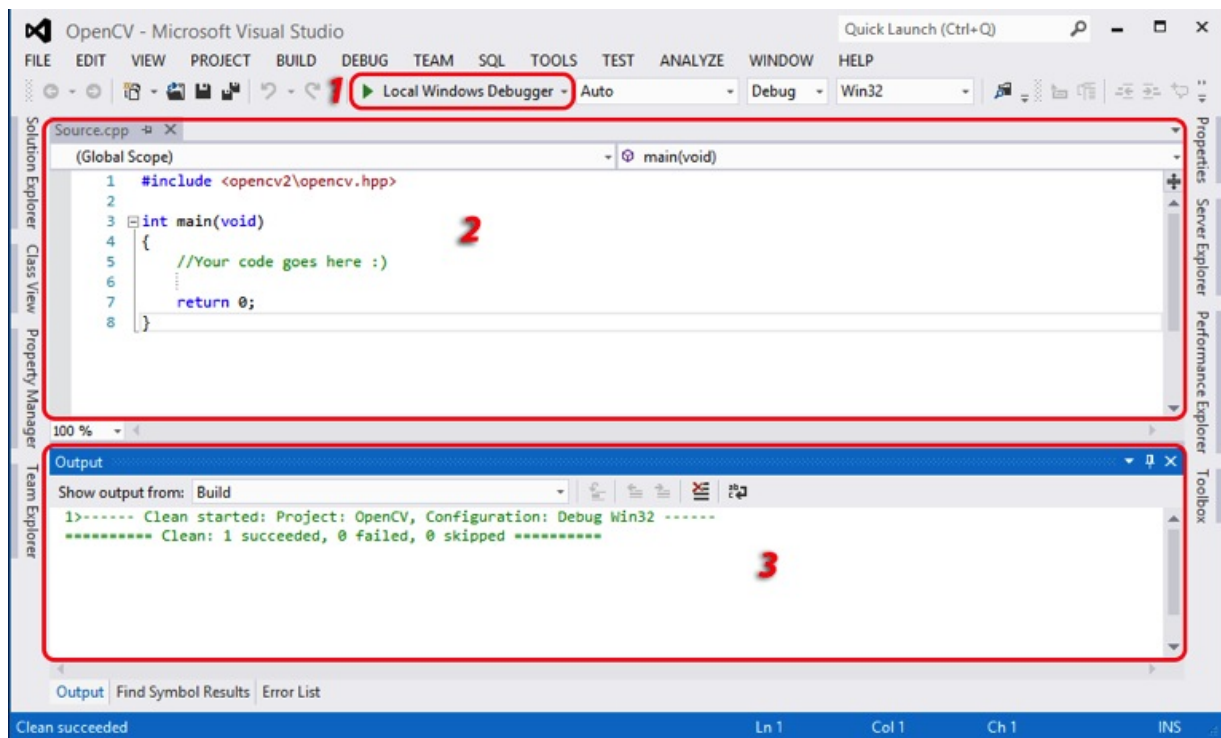 OpenCV - Microsoft Visual Studio
Quick Launch (Ctrl+Q)
FILE EDIT VIEW PROJECT BUILD DEBUG TEAM SQL TOOLS TEST ANALYZE WINDOW HELP
1 Local Windows Debugger Auto Debug Win32
Solution Explorer
Class View
Property Manager
Team Explorer
Source.cpp
(Global Scope) main(void)
1 #include <opencv2\opencv.hpp>
2
3 int main(void)
4 {
5 //Your code goes here :)
6
7 return 0;
8 }
2
100 %
Output
Show output from: Build
1>------ Clean started: Project: OpenCV, Configuration: Debug Win32 ------
========== Clean: 1 succeeded, 0 failed, 0 skipped ==========
3
Properties
Server Explorer
Performance Explorer
Toolbox
Output Find Symbol Results Error List
Clean succeeded Ln 1 Col 1 Ch 1 INS